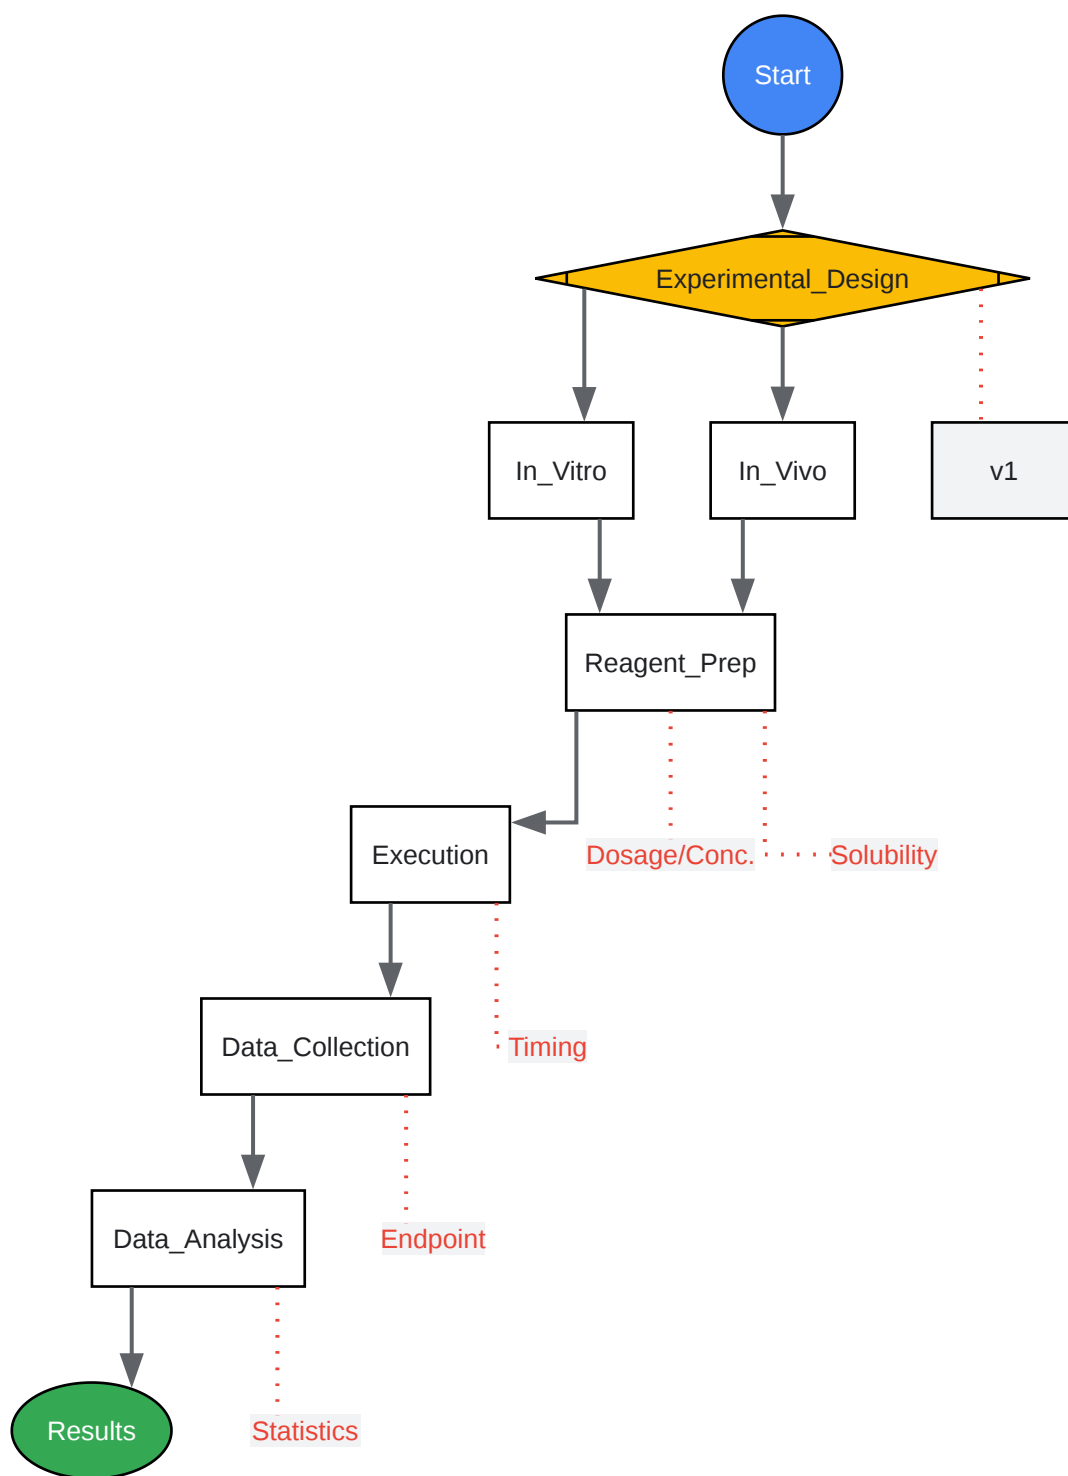 Start
Experimental_Design
In_Vitro
In_Vivo
v1
Reagent_Prep
Execution
Dosage/Conc.
Solubility
Data_Collection
Timing
Data_Analysis
Endpoint
Results
Statistics